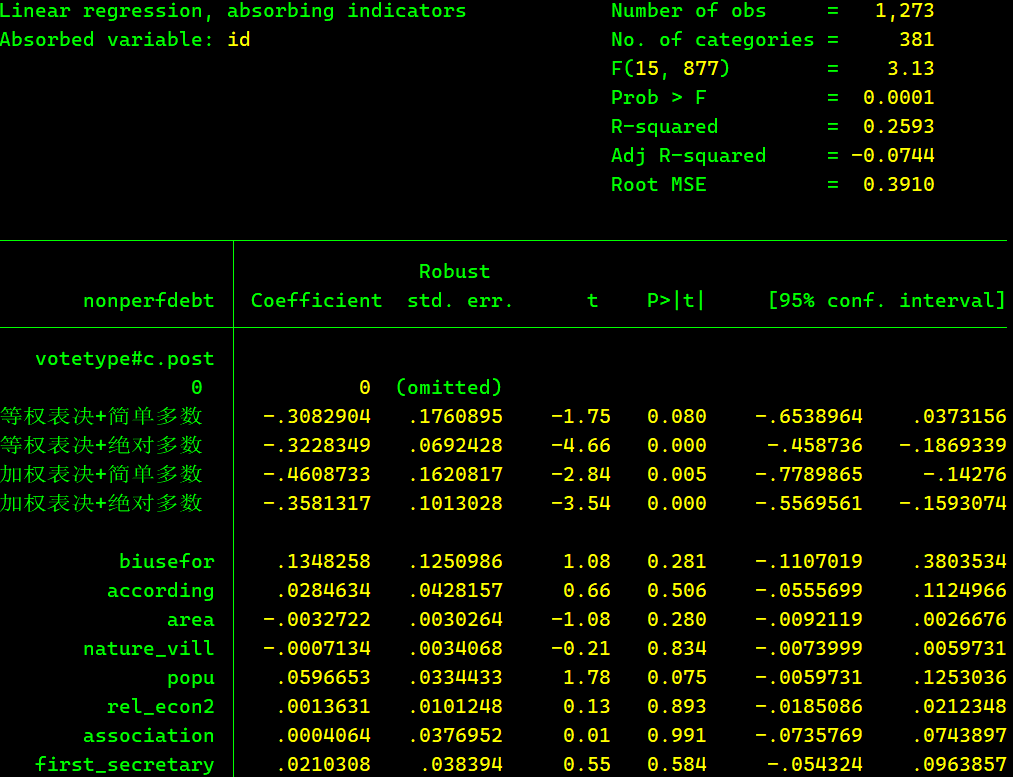 Linear regression, absorbing indicators Number of obs = 1,273
Absorbed variable: id No. of categories = 381
F(15, 877) = 3.13
Prob > F = 0.0001
R-squared = 0.2593
Adj R-squared = -0.0744
Root MSE = 0.3910
Robust
nonperfdebt Coefficient std. err. t P>|t| [95% conf. interval]
votetype#c.post
0 0 (omitted)
等权表决+简单多数 -.3082904 .1760895 -1.75 0.080 -.6538964 .0373156
等权表决+绝对多数 -.3228349 .0692428 -4.66 0.000 -.458736 -.1869339
加权表决+简单多数 -.4608733 .1620817 -2.84 0.005 -.7789865 -.14276
加权表决+绝对多数 -.3581317 .1013028 -3.54 0.000 -.5569561 -.1593074
biusefor .1348258 .1250986 1.08 0.281 -.1107019 .3803534
according .0284634 .0428157 0.66 0.506 -.0555699 .1124966
area -.0032722 .0030264 -1.08 0.280 -.0092119 .0026676
nature_vill -.0007134 .0034068 -0.21 0.834 -.0073999 .0059731
popu .0596653 .0334433 1.78 0.075 -.0059731 .1253036
rel_econ2 .0013631 .0101248 0.13 0.893 -.0185086 .0212348
association .0004064 .0376952 0.01 0.991 -.0735769 .0743897
first_secretary .0210308 .038394 0.55 0.584 -.054324 .0963857